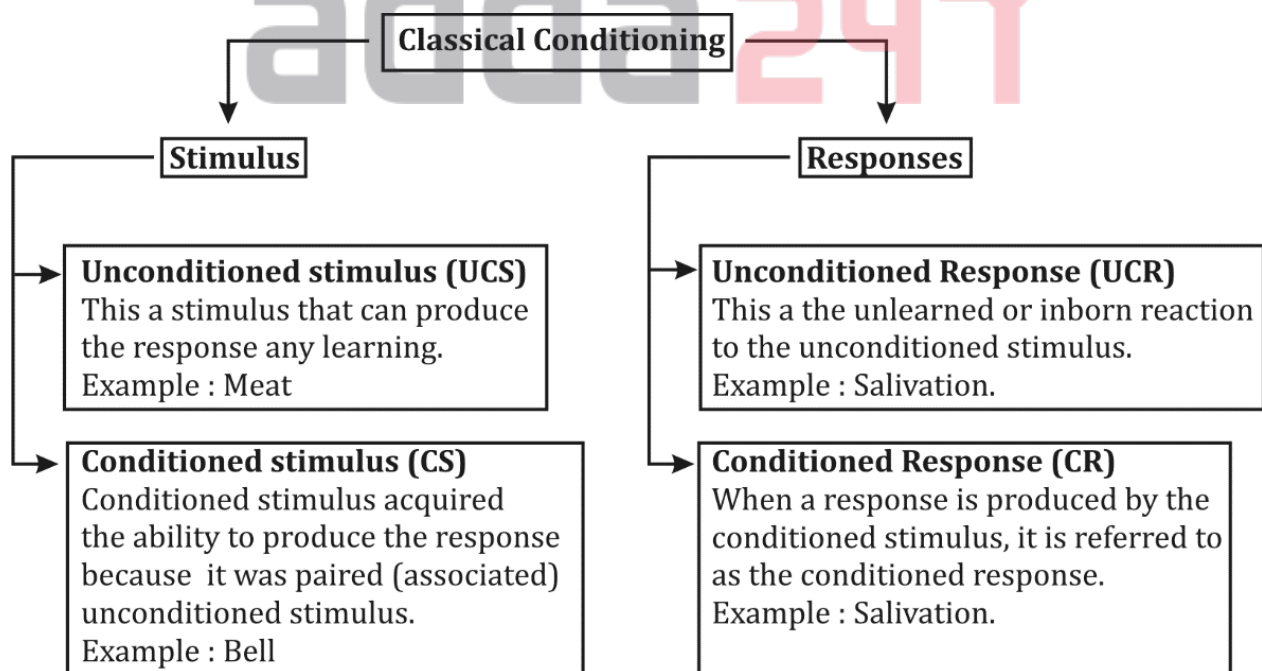 adda247
Classical Conditioning
Stimulus
Responses
Unconditioned stimulus (UCS)
This a stimulus that can produce
the response any learning.
Example : Meat
Unconditioned Response (UCR)
This a the unlearned or inborn reaction
to the unconditioned stimulus.
Example : Salivation.
Conditioned stimulus (CS)
Conditioned stimulus acquired
the ability to produce the response
because it was paired (associated)
unconditioned stimulus.
Example : Bell
Conditioned Response (CR)
When a response is produced by the
conditioned stimulus, it is referred to
as the conditioned response.
Example : Salivation.